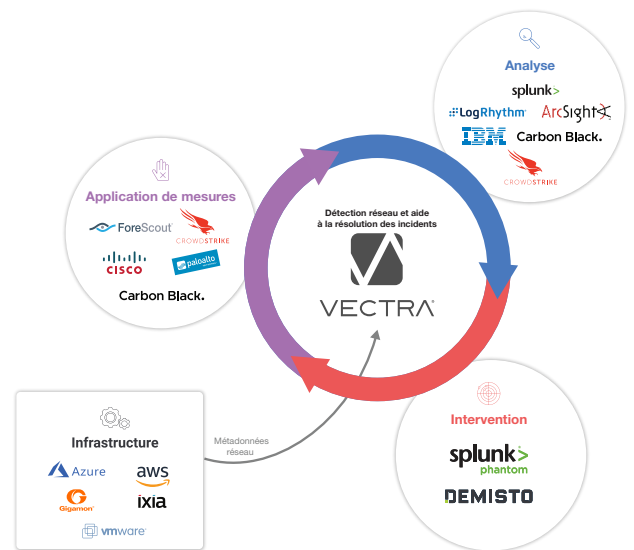 Analyse
splunk>
LogRhythm
ArcSight
IBM
Carbon Black.
CROWDSTRIKE
Application de mesures
ForeScout
CROWDSTRIKE
CISCO
paloalto
Carbon Black.
Détection réseau et aide
à la résolution des incidents
VECTRA
Infrastructure
Azure
aws
Gigamon
ixia
vmware
Métadonnées
réseau
Intervention
splunk>
phantom
DEMISTO